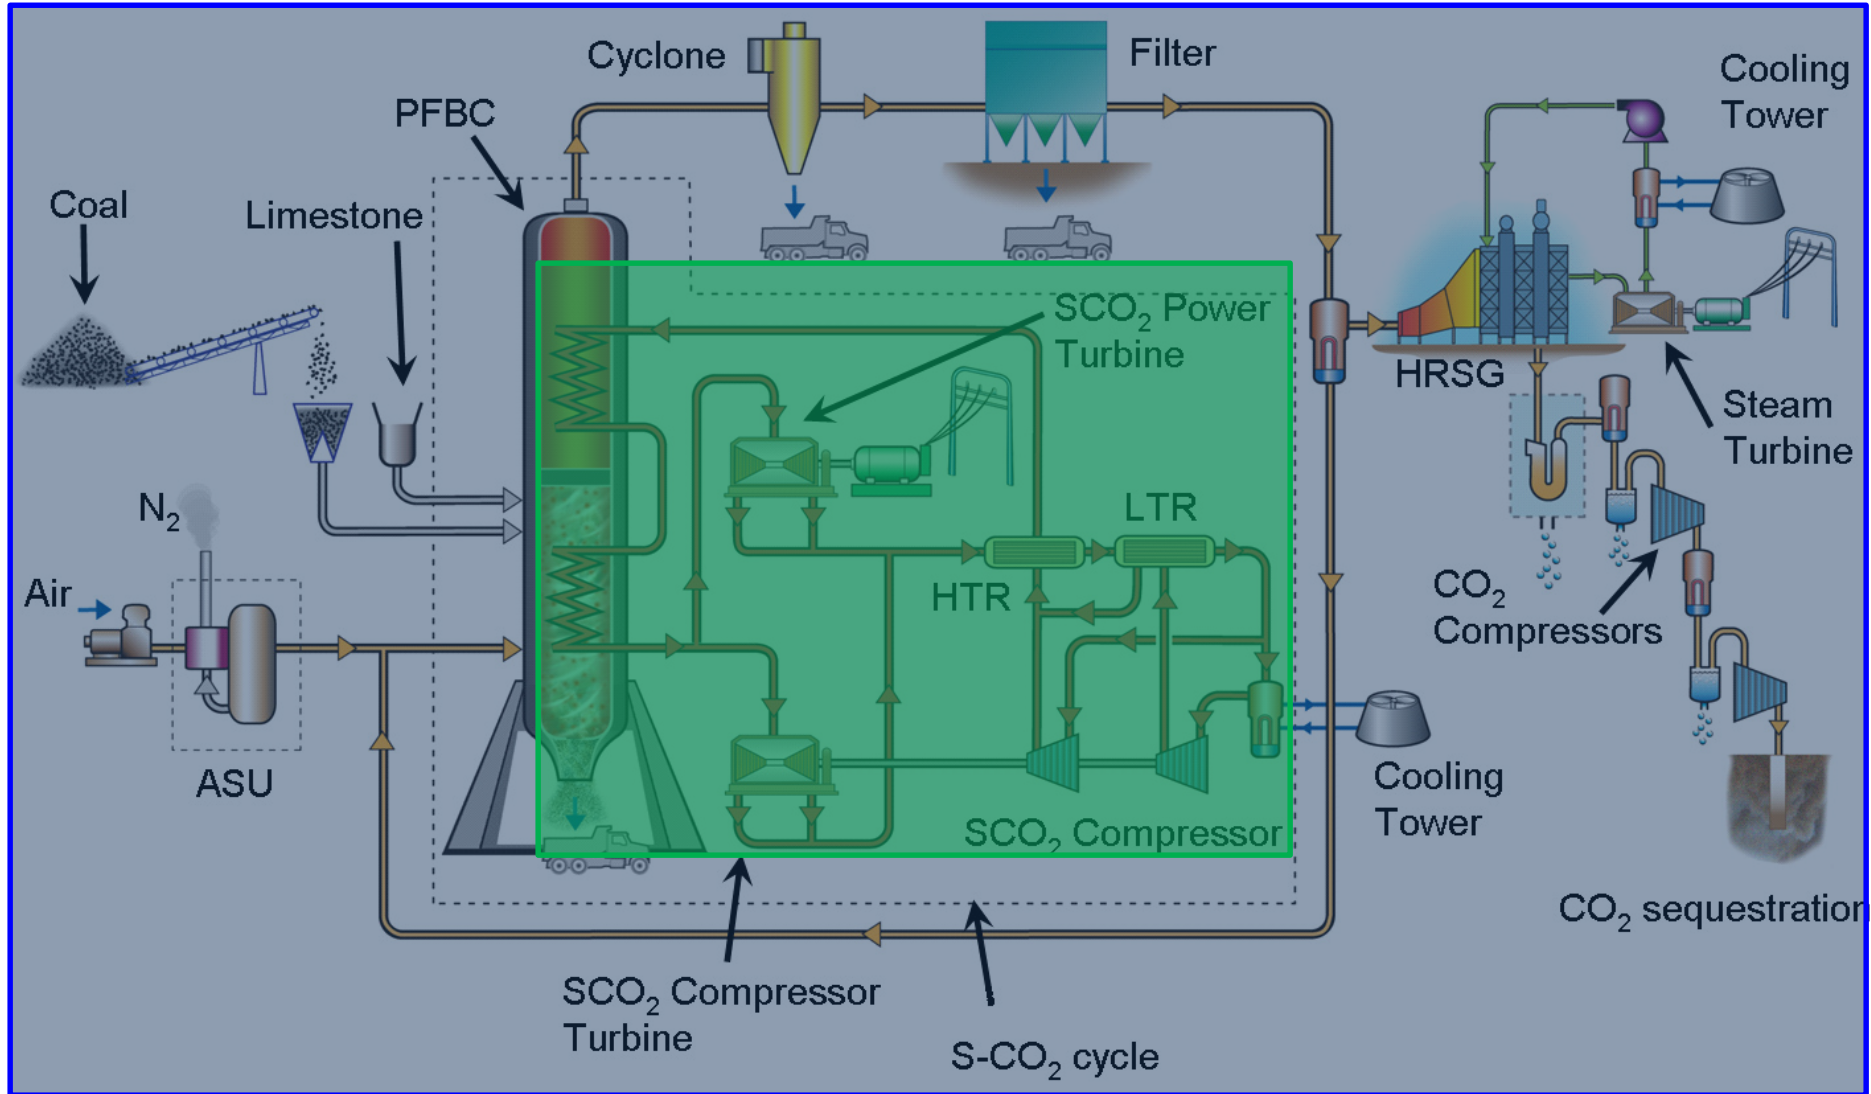 Cyclone
Filter
Cooling
Tower
PFBC
Coal
Limestone
SCO₂ Power
Turbine
HRSG
Steam
Turbine
N₂
LTR
HTR
Air
CO₂
Compressors
ASU
SCO₂ Compressor
Cooling
Tower
CO₂ sequestration
SCO₂ Compressor
Turbine
S-CO₂ cycle